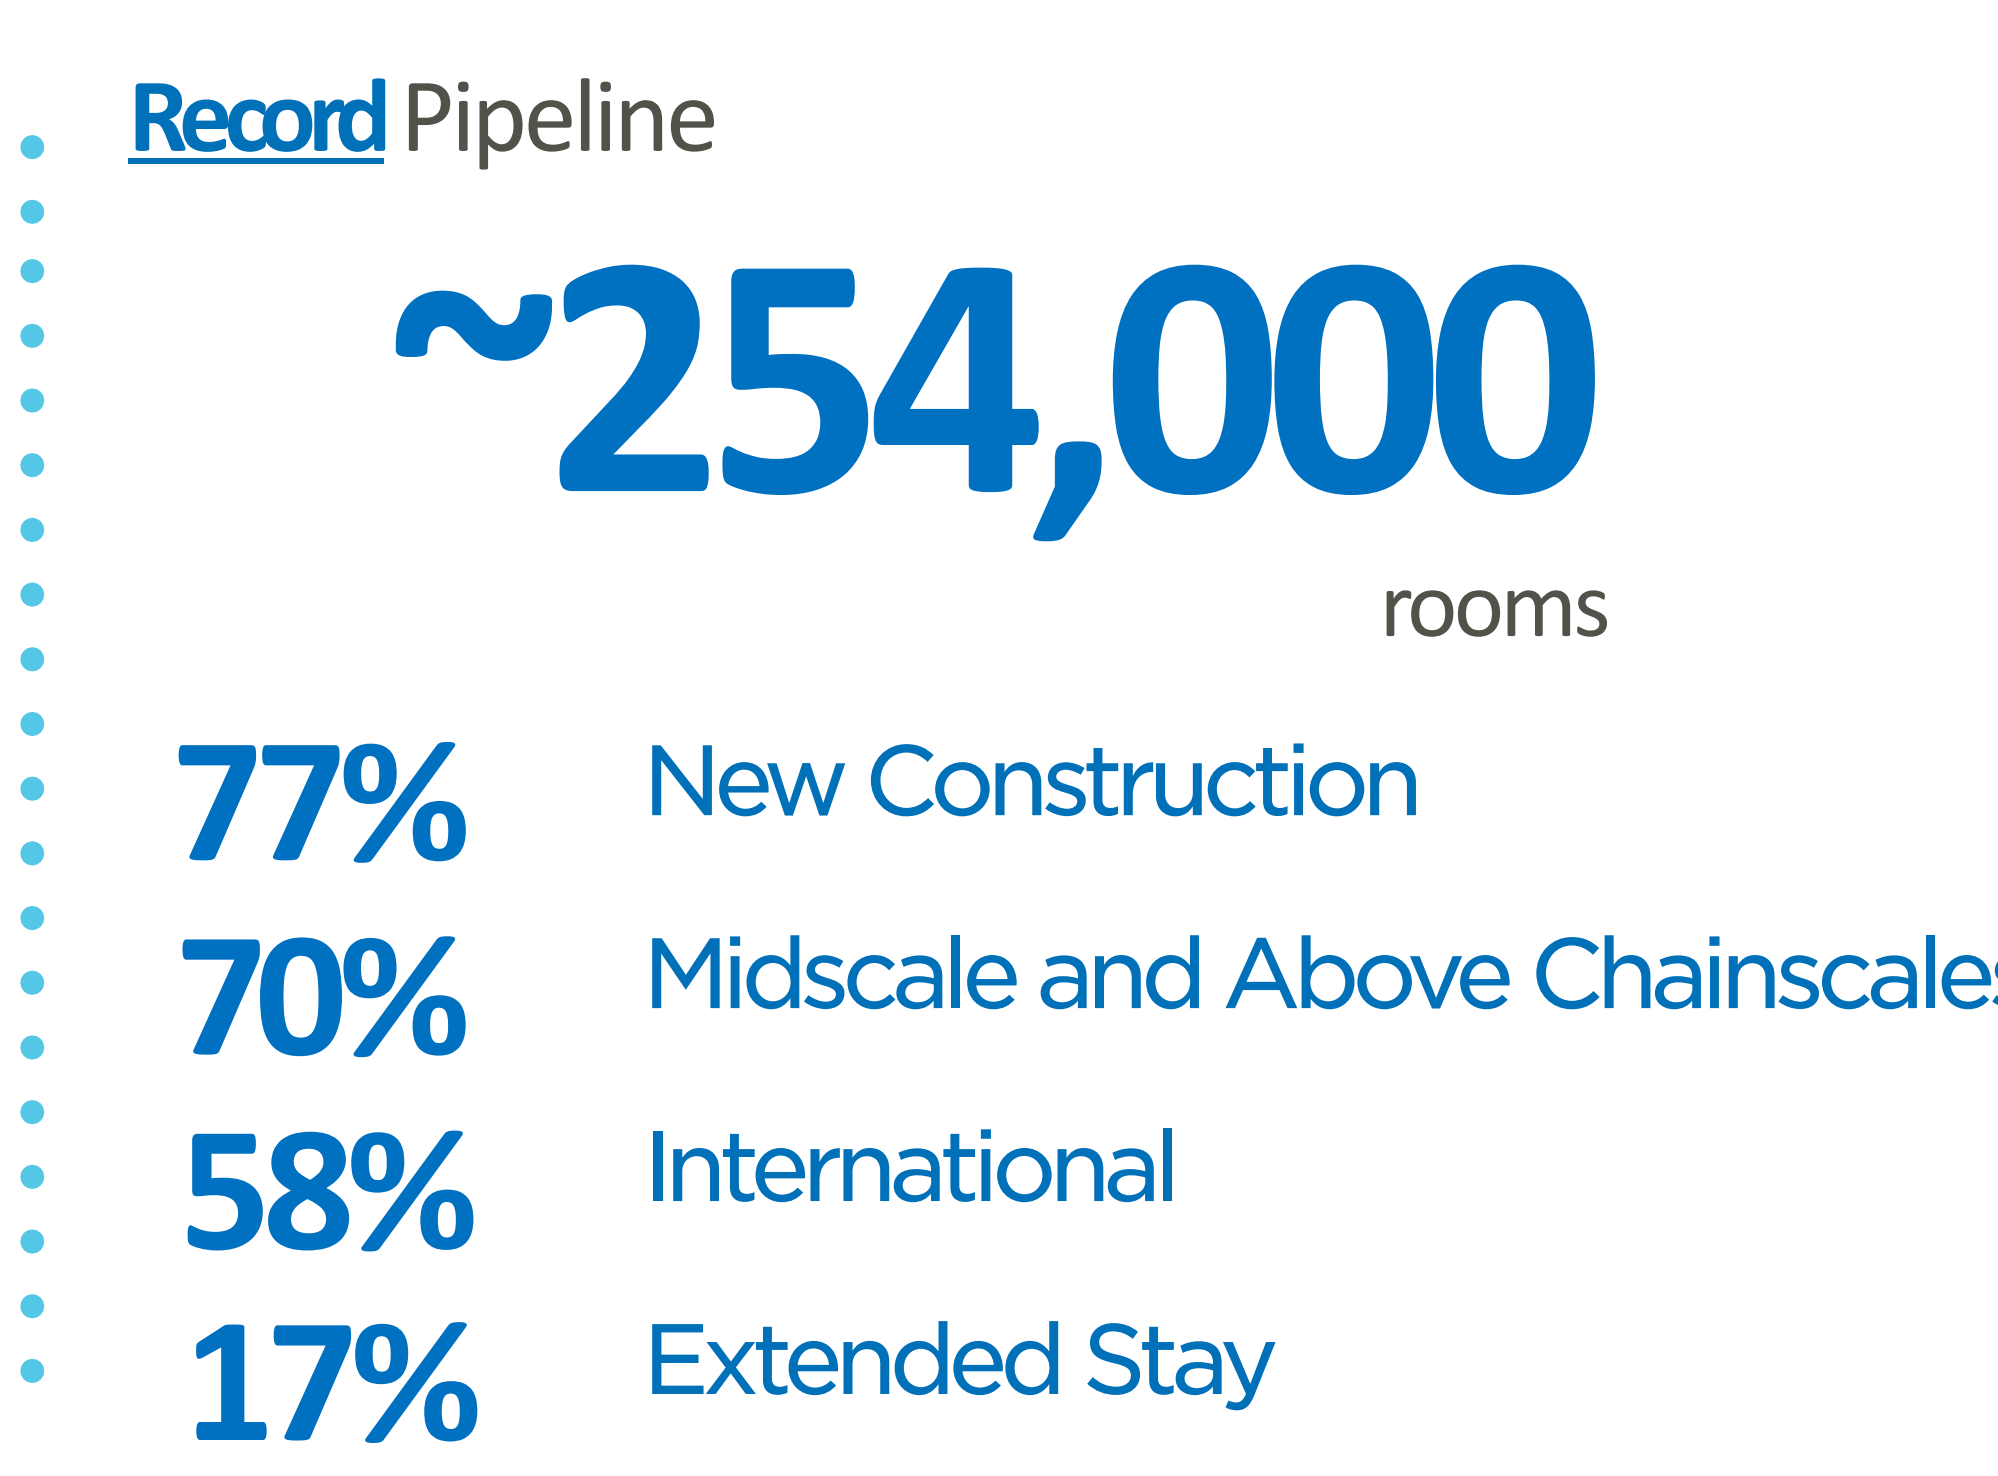 Record Pipeline
~254,000
rooms
77% New Construction
70% Midscale and Above Chainscales
58% International
17% Extended Stay